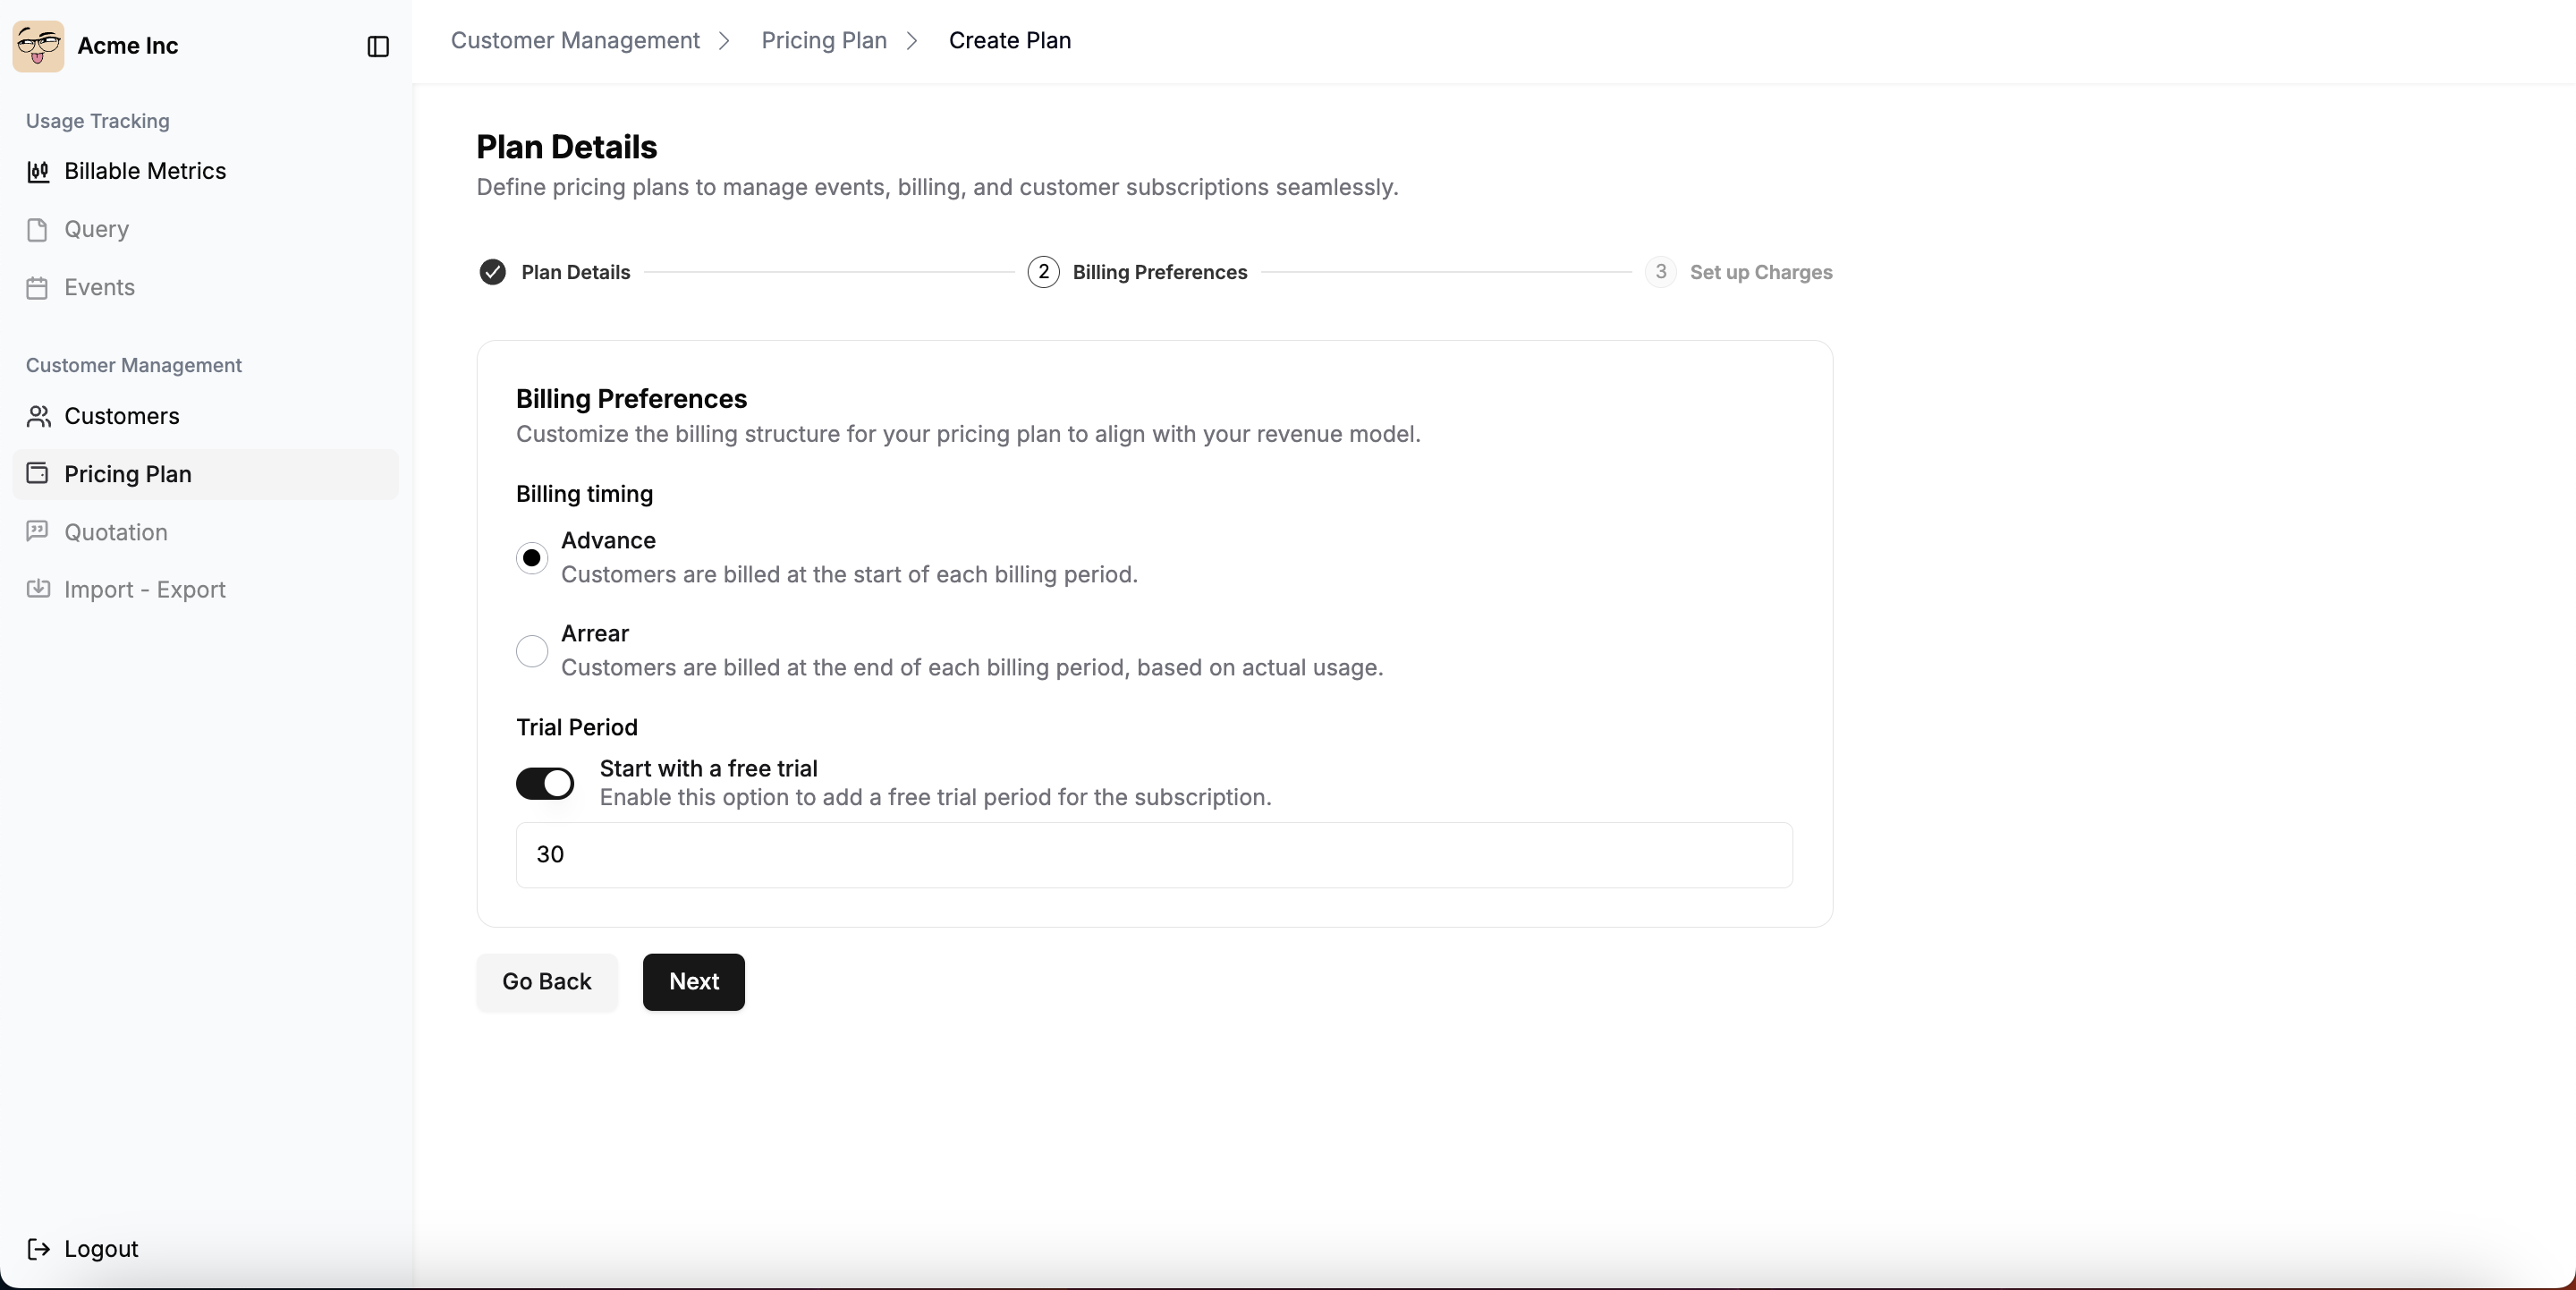 Acme Inc
Usage Tracking
Billable Metrics
Query
Events
Customer Management
Customers
Pricing Plan
Quotation
Import - Export
Logout
Customer Management > Pricing Plan > Create Plan
Plan Details
Define pricing plans to manage events, billing, and customer subscriptions seamlessly.
Plan Details 2 Billing Preferences 3 Set up Charges
Billing Preferences
Customize the billing structure for your pricing plan to align with your revenue model.
Billing timing
Advance
Customers are billed at the start of each billing period.
Arrear
Customers are billed at the end of each billing period, based on actual usage.
Trial Period
Start with a free trial
Enable this option to add a free trial period for the subscription.
30
Go Back Next